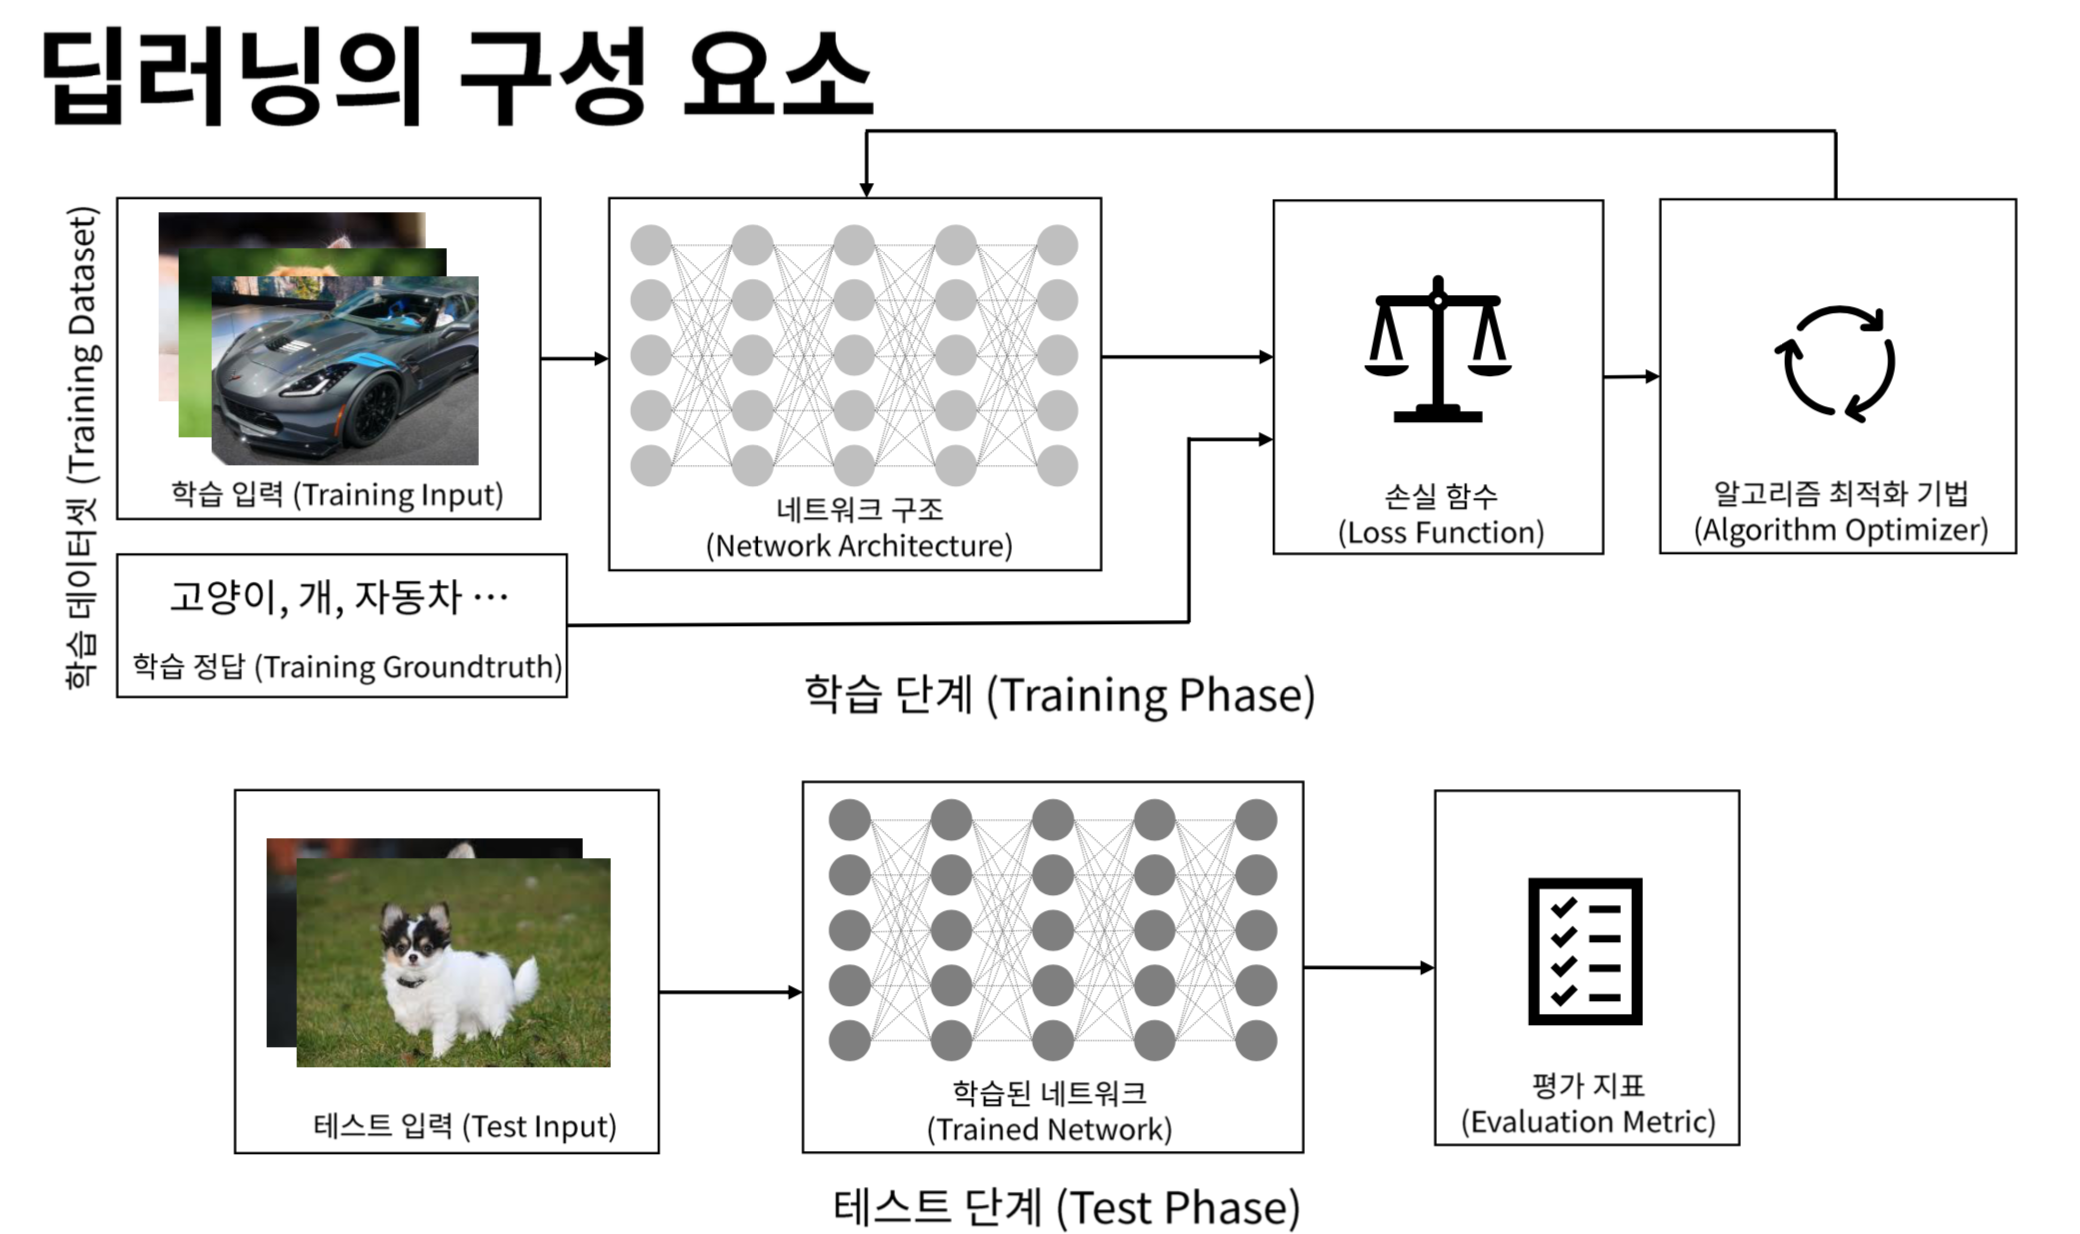 딥러닝의 구성 요소
학습 데이터셋 (Training Dataset)
학습 입력 (Training Input)
고양이, 개, 자동차 …
학습 정답 (Training Groundtruth)
네트워크 구조
(Network Architecture)
손실 함수
(Loss Function)
알고리즘 최적화 기법
(Algorithm Optimizer)
학습 단계 (Training Phase)
테스트 입력 (Test Input)
학습된 네트워크
(Trained Network)
평가 지표
(Evaluation Metric)
테스트 단계 (Test Phase)